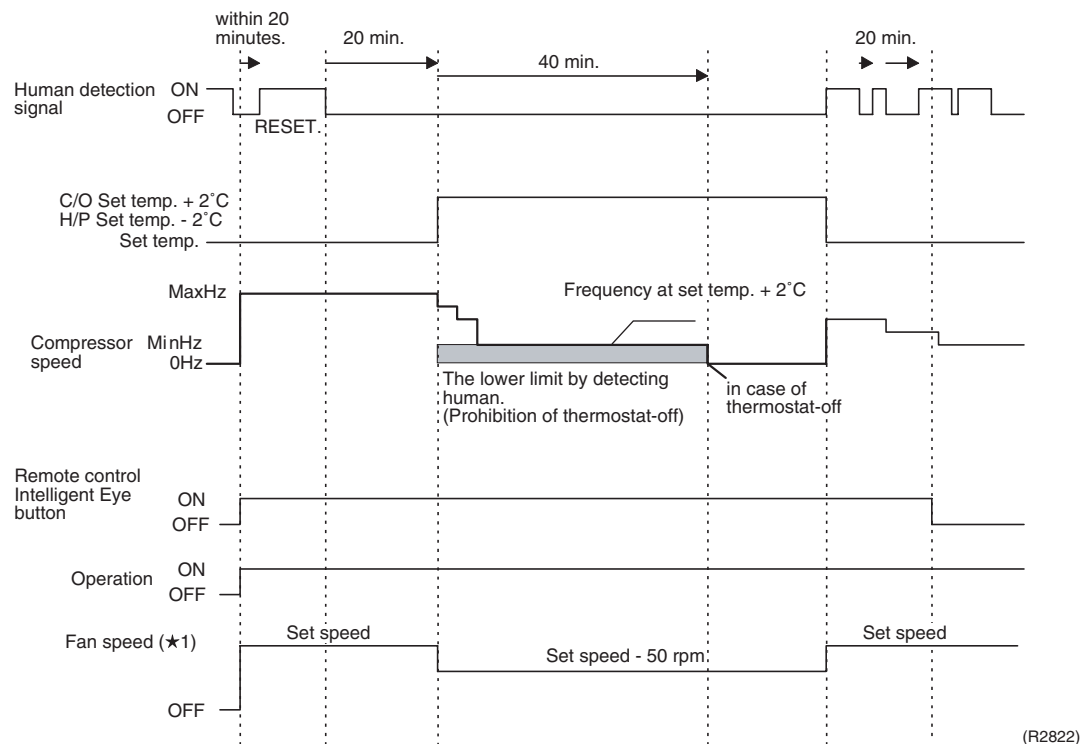 within 20
minutes.
20 min.
40 min.
20 min.
Human detection
signal
ON
OFF
RESET.
C/O Set temp. + 2˚C
H/P Set temp. - 2˚C
Set temp.
MaxHz
Frequency at set temp. + 2˚C
Compressor
speed
MinHz
0Hz
The lower limit by detecting
human.
(Prohibition of thermostat-off)
in case of
thermostat-off
Remote control
Intelligent Eye
button
ON
OFF
Operation
ON
OFF
Fan speed (★1)
Set speed
Set speed - 50 rpm
Set speed
OFF
(R2822)